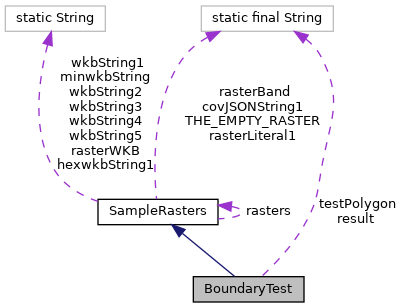 static String
static final String
wkbString1
minwkbString
wkbString2
wkbString3
wkbString4
wkbString5
rasterWKB
hexwkbString1
rasterBand
covJSONString1
THE_EMPTY_RASTER
rasterLiteral1
SampleRasters
rasters
testPolygon
result
BoundaryTest